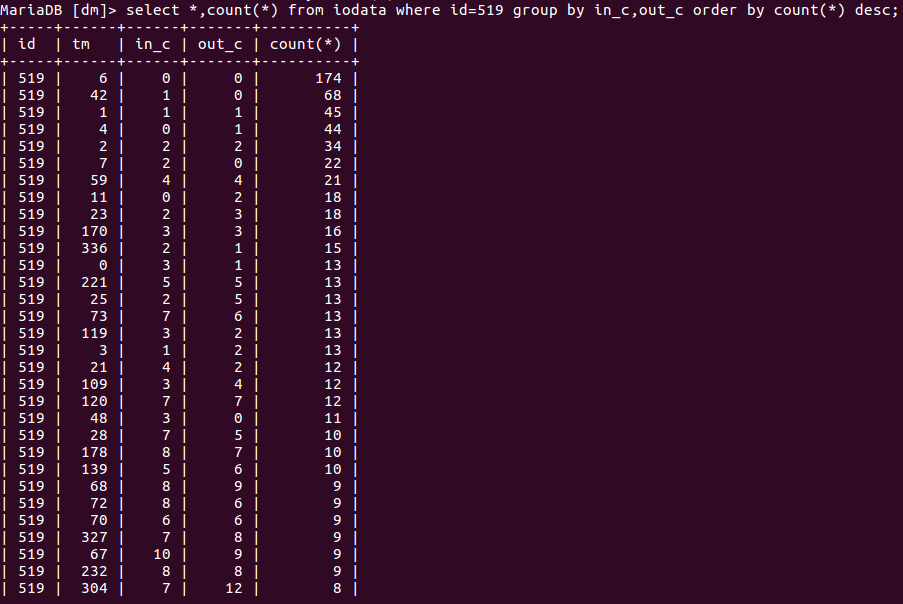 MariaDB [dm]> select *,count(*) from iodata where id=519 group by in_c,out_c order by count(*) desc;
+-----+------+------+-------+----------+
| id  | tm   | in_c | out_c | count(*) |
+-----+------+------+-------+----------+
| 519 |    6 |    0 |     0 |      174 |
| 519 |   42 |    1 |     0 |       68 |
| 519 |    1 |    1 |     1 |       45 |
| 519 |    4 |    0 |     1 |       44 |
| 519 |    2 |    2 |     2 |       34 |
| 519 |    7 |    2 |     0 |       22 |
| 519 |   59 |    4 |     4 |       21 |
| 519 |   11 |    0 |     2 |       18 |
| 519 |   23 |    2 |     3 |       18 |
| 519 |  170 |    3 |     3 |       16 |
| 519 |  336 |    2 |     1 |       15 |
| 519 |    0 |    3 |     1 |       13 |
| 519 |  221 |    5 |     5 |       13 |
| 519 |   25 |    2 |     5 |       13 |
| 519 |   73 |    7 |     6 |       13 |
| 519 |  119 |    3 |     2 |       13 |
| 519 |    3 |    1 |     2 |       13 |
| 519 |   21 |    4 |     2 |       12 |
| 519 |  109 |    3 |     4 |       12 |
| 519 |  120 |    7 |     7 |       12 |
| 519 |   48 |    3 |     0 |       11 |
| 519 |   28 |    7 |     5 |       10 |
| 519 |  178 |    8 |     7 |       10 |
| 519 |  139 |    5 |     6 |       10 |
| 519 |   68 |    8 |     9 |        9 |
| 519 |   72 |    8 |     6 |        9 |
| 519 |   70 |    6 |     6 |        9 |
| 519 |  327 |    7 |     8 |        9 |
| 519 |   67 |   10 |     9 |        9 |
| 519 |  232 |    8 |     8 |        9 |
| 519 |  304 |    7 |    12 |        8 |